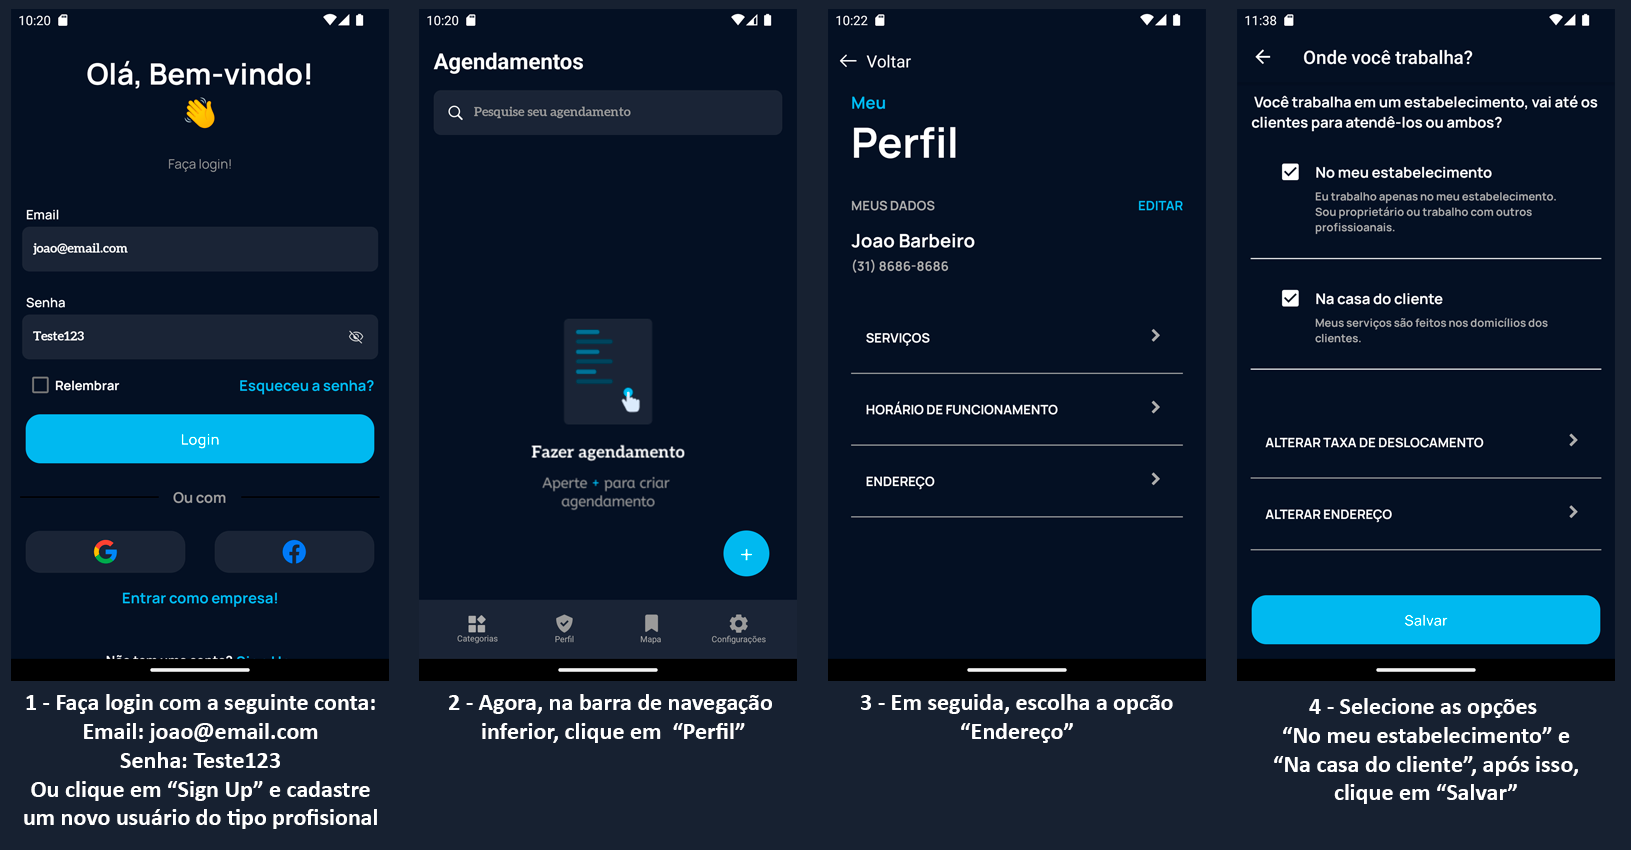 10:20
Olá, Bem-vindo!
Faça login!
Email
joao@email.com
Senha
Teste123
Relembrar
Esqueceu a senha?
Login
Ou com
Entrar como empresa!
1 - Faça login com a seguinte conta:
Email: joao@email.com
Senha: Teste123
Ou clique em “Sign Up” e cadastre
um novo usuário do tipo profisional
10:20
Agendamentos
Pesquise seu agendamento
Fazer agendamento
Aperte + para criar
agendamento
+
Categorias
Perfil
Mapa
Configurações
2 - Agora, na barra de navegação
inferior, clique em “Perfil”
10:22
Voltar
Meu
Perfil
MEUS DADOS
EDITAR
Joao Barbeiro
(31) 8686-8686
SERVIÇOS
HORÁRIO DE FUNCIONAMENTO
ENDEREÇO
3 - Em seguida, escolha a opcão
“Endereço”
11:38
Onde você trabalha?
Você trabalha em um estabelecimento, vai até os
clientes para atendê-los ou ambos?
No meu estabelecimento
Eu trabalho apenas no meu estabelecimento.
Sou proprietário ou trabalho com outros
profissioanais.
Na casa do cliente
Meus serviços são feitos nos domicílios dos
clientes.
ALTERAR TAXA DE DESLOCAMENTO
ALTERAR ENDEREÇO
Salvar
4 - Selecione as opções
“No meu estabelecimento” e
“Na casa do cliente”, após isso,
clique em “Salvar”